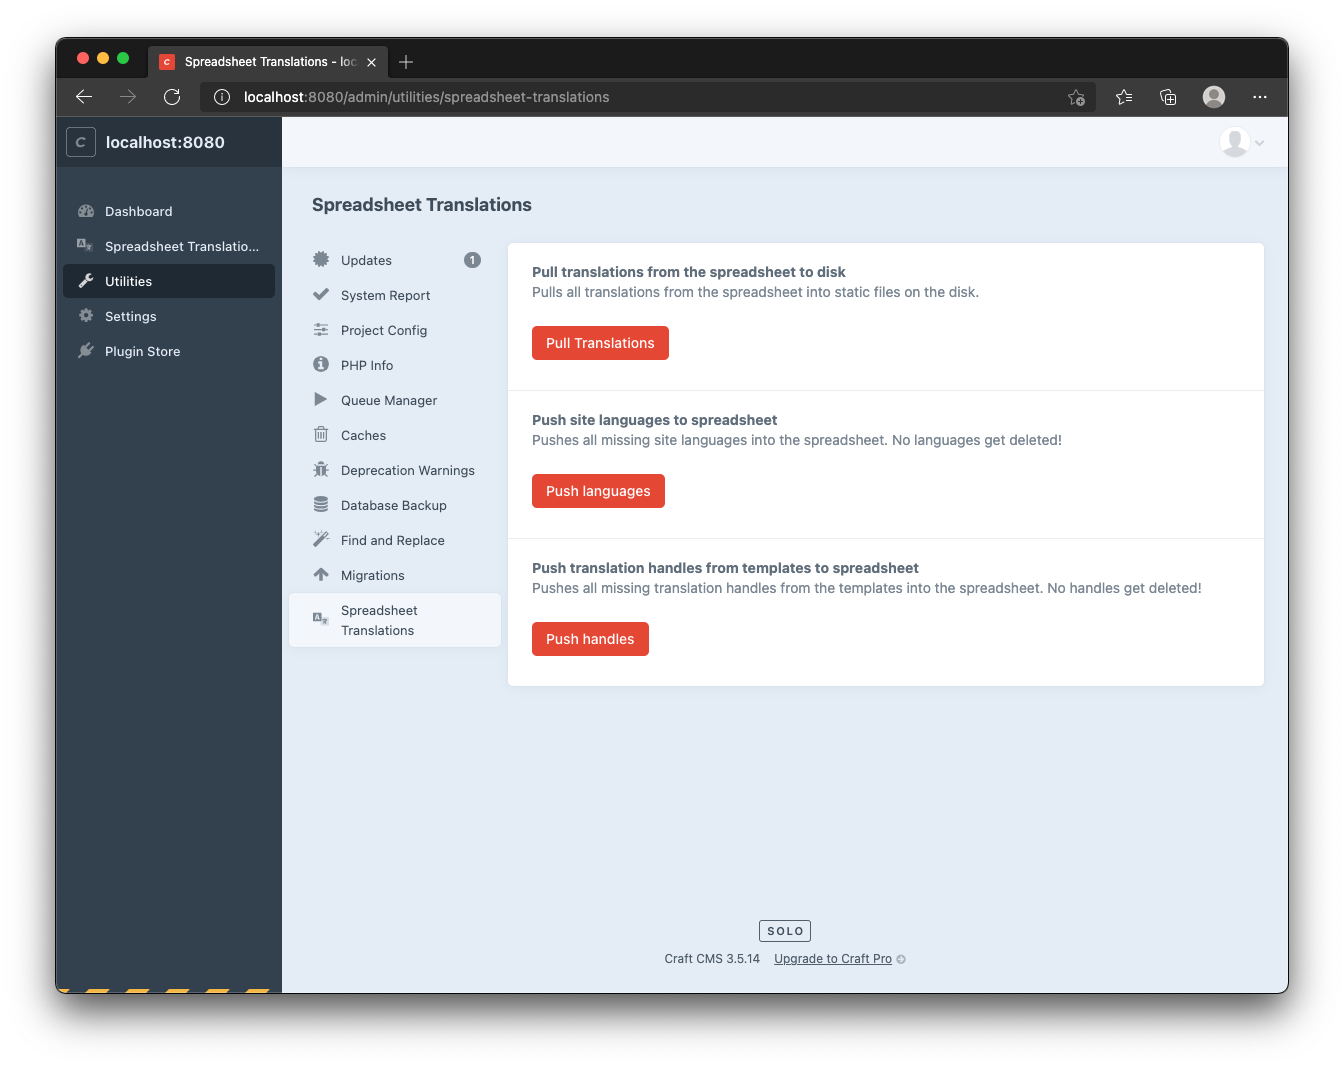 Spreadsheet Translations - loc
localhost:8080/admin/utilities/spreadsheet-translations
C
localhost:8080
Dashboard
Spreadsheet Translatio...
Utilities
Settings
Plugin Store
Spreadsheet Translations
Updates 1
System Report
Project Config
PHP Info
Queue Manager
Caches
Deprecation Warnings
Database Backup
Find and Replace
Migrations
Spreadsheet
Translations
Pull translations from the spreadsheet to disk
Pulls all translations from the spreadsheet into static files on the disk.
Pull Translations
Push site languages to spreadsheet
Pushes all missing site languages into the spreadsheet. No languages get deleted!
Push languages
Push translation handles from templates to spreadsheet
Pushes all missing translation handles from the templates into the spreadsheet. No handles get deleted!
Push handles
SOLO
Craft CMS 3.5.14 Upgrade to Craft Pro